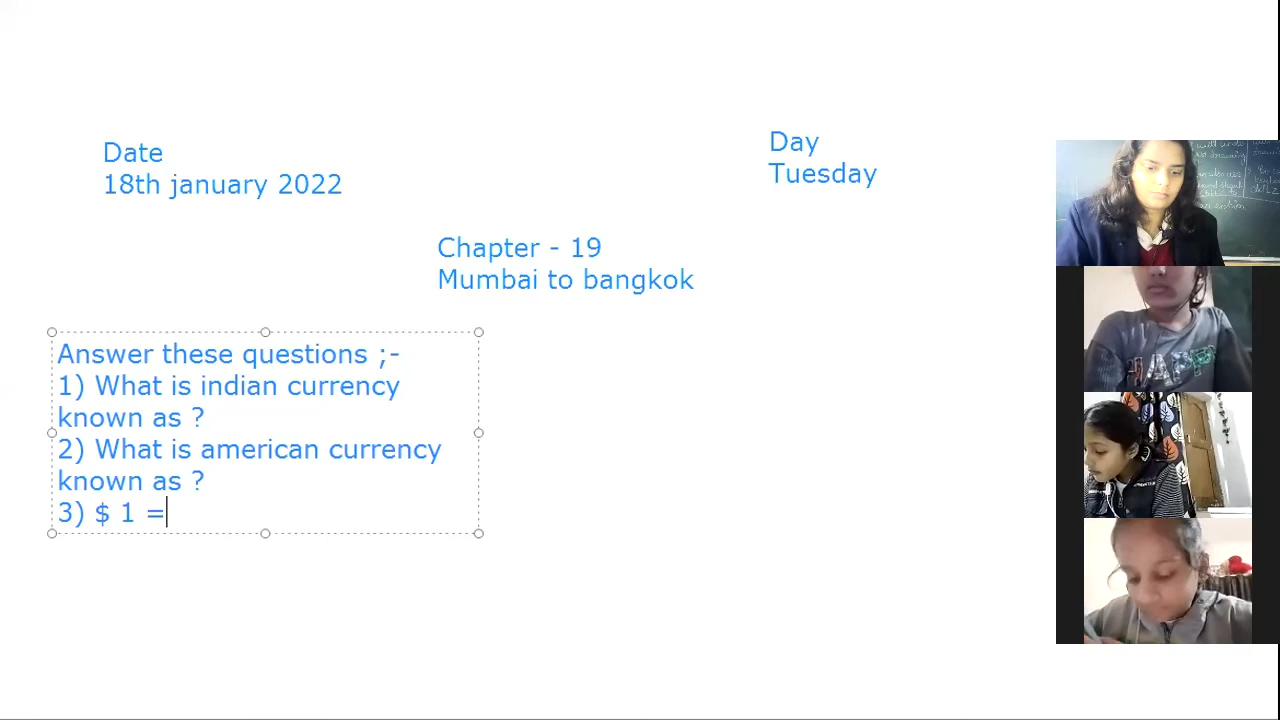 Date
18th january 2022
Day
Tuesday
Chapter - 19
Mumbai to bangkok
Answer these questions ;-
1) What is indian currency
known as ?
2) What is american currency
known as ?
3) $ 1 =
HAPPY